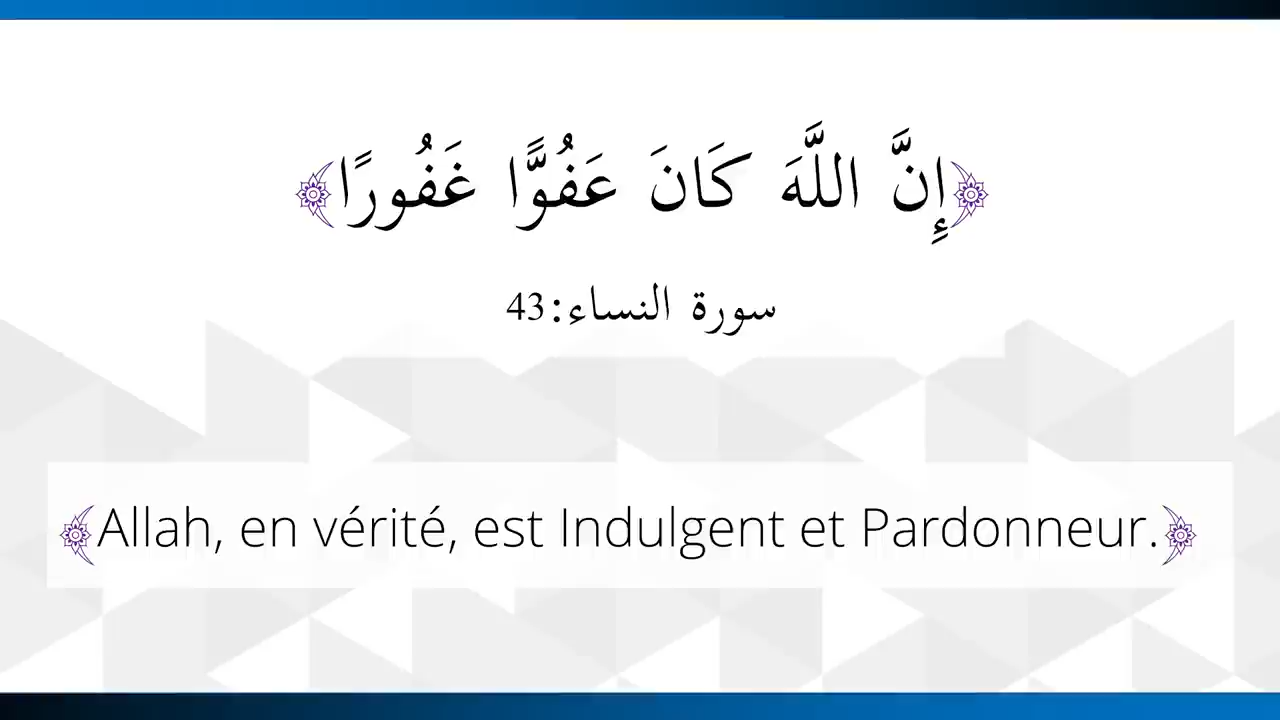 ﴿إِنَّ اللَّهَ كَانَ عَفُوًّا غَفُورًا﴾
سورة النساء:43
﴿Allah, en vérité, est Indulgent et Pardonneur.﴾